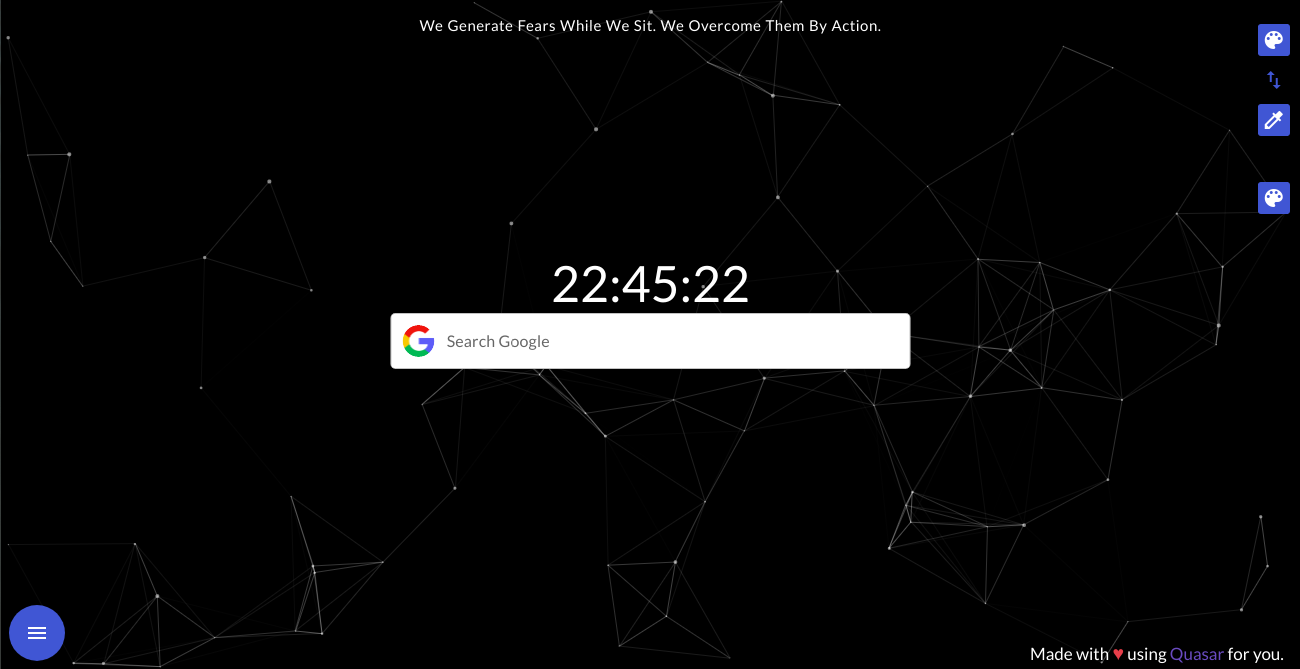 We Generate Fears While We Sit. We Overcome Them By Action.
22:45:22
Search Google
Made with ♥ using Quasar for you.